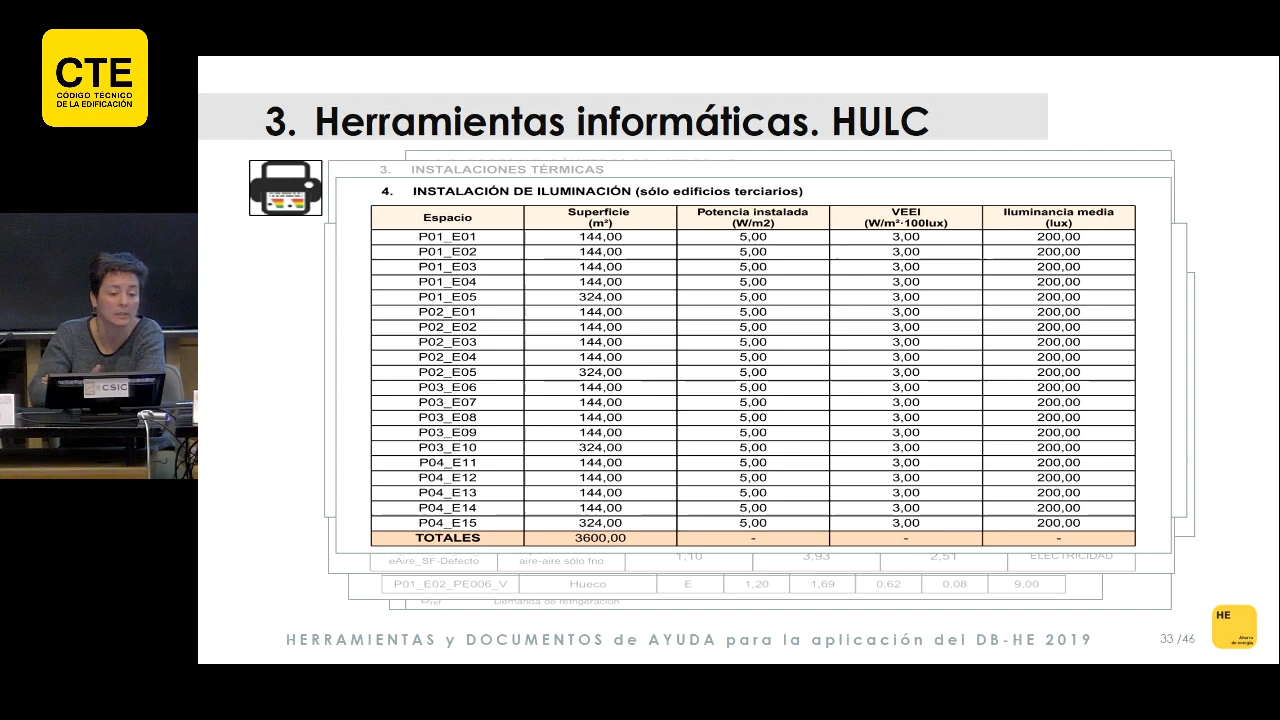 CTE
CÓDIGO TÉCNICO
DE LA EDIFICACIÓN
3. Herramientas informáticas. HULC
3. INSTALACIONES TÉRMICAS
4. INSTALACIÓN DE ILUMINACIÓN (sólo edificios terciarios)
Espacio Superficie (m²) Potencia instalada (W/m2) VEEI (W/m²·100lux) Iluminancia media (lux)
P01_E01 144,00 5,00 3,00 200,00
P01_E02 144,00 5,00 3,00 200,00
P01_E03 144,00 5,00 3,00 200,00
P01_E04 144,00 5,00 3,00 200,00
P01_E05 324,00 5,00 3,00 200,00
P02_E01 144,00 5,00 3,00 200,00
P02_E02 144,00 5,00 3,00 200,00
P02_E03 144,00 5,00 3,00 200,00
P02_E04 144,00 5,00 3,00 200,00
P02_E05 324,00 5,00 3,00 200,00
P03_E06 144,00 5,00 3,00 200,00
P03_E07 144,00 5,00 3,00 200,00
P03_E08 144,00 5,00 3,00 200,00
P03_E09 144,00 5,00 3,00 200,00
P03_E10 324,00 5,00 3,00 200,00
P04_E11 144,00 5,00 3,00 200,00
P04_E12 144,00 5,00 3,00 200,00
P04_E13 144,00 5,00 3,00 200,00
P04_E14 144,00 5,00 3,00 200,00
P04_E15 324,00 5,00 3,00 200,00
TOTALES 3600,00 - - -
eAire_SF-Defecto aire-aire sólo frio 1,10 3,93 2,51 ELECTRICIDAD
P01_E02_PE006_V Hueco E 1,20 1,69 0,62 0,08 9,00
Dref Demanda de refrigeración
CSIC
HERRAMIENTAS y DOCUMENTOS de AYUDA para la aplicación del DB-HE 2019
33 /46
HE
Ahorro
de energía